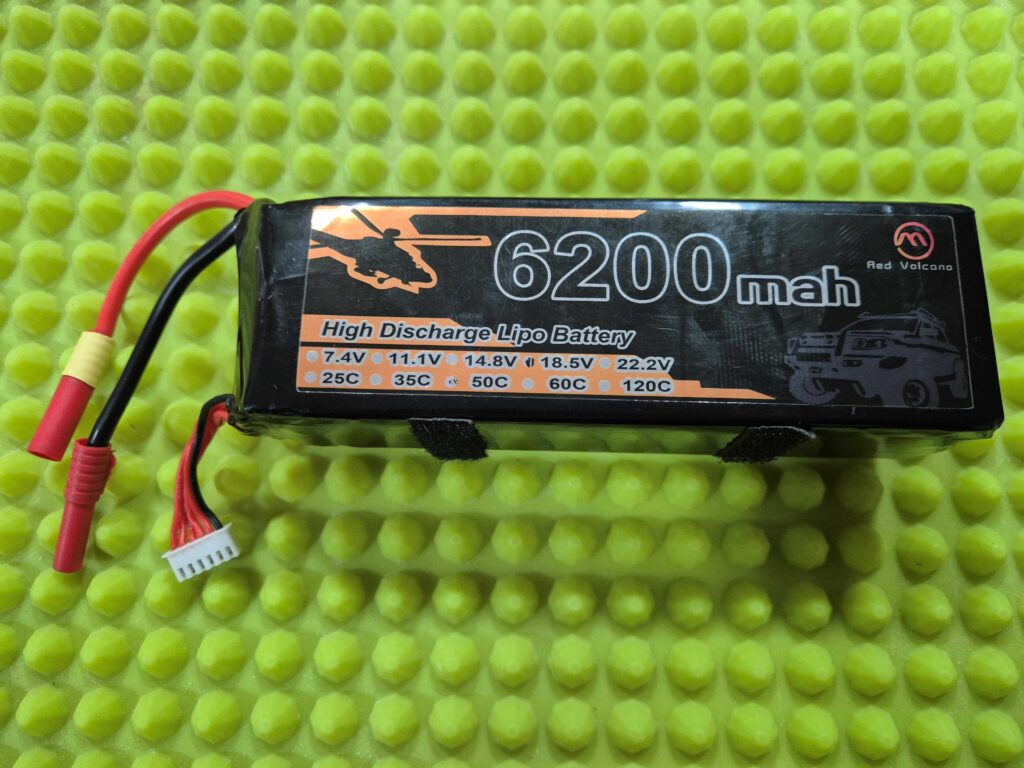 6200mah
Red Volcano
High Discharge Lipo Battery
7.4V 11.1V 14.8V 18.5V 22.2V
25C 35C 50C 60C 120C